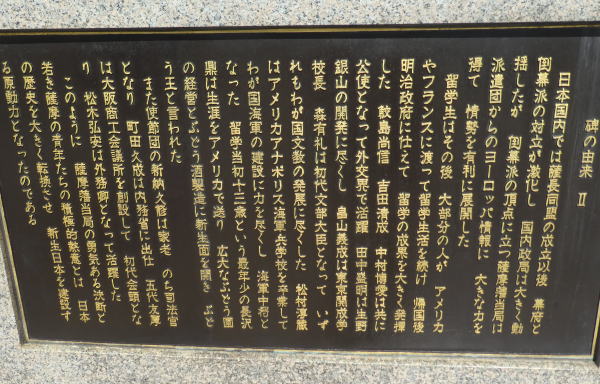 碑の由来 Ⅱ
日本国内では薩長同盟の成立以後 幕府と
倒幕派の対立が激化し 国内政局は大きく動
揺したが 倒幕派の頂点に立つ薩摩藩当局は
派遣団からのヨーロッパ情報に 大きな力を
得て 情勢を有利に展開した
留学生はその後 大部分の人が アメリカ
やフランスに渡って留学生活を続け 帰国後
明治政府に仕えて 留学の成果を大きく発揮
した 鮫島尚信 吉田清成 中村博愛は共に
公使となって外交界で活躍 田中盛明は生野
銀山の開発に尽くし 畠山義成は東京開成学
校長 森有礼は初代文部大臣となって いず
れもわが国文教の発展に尽くした 松村淳蔵
はアメリカアナポリス海軍兵学校を卒業して
わが国海軍の建設に力を尽くし 海軍中将と
なった 留学当初十三歳という最年少の長沢
鼎は生涯をアメリカで送り 広大なぶどう園
の経営とぶどう酒醸造に新生面を開き ぶど
う王と言われた
また使節団の新納久脩は家老 のち司法官
となり 町田久成は内務省に出仕 五代友厚
は大阪商工会議所を創設して 初代会頭とな
り 松木弘安は外務卿となって活躍した
このように 薩摩藩当局の勇気ある決断と
若き薩摩の青年たちの積極的熱意とは 日本
の歴史を大きく転換させ 新生日本を建設す
る原動力となったのである